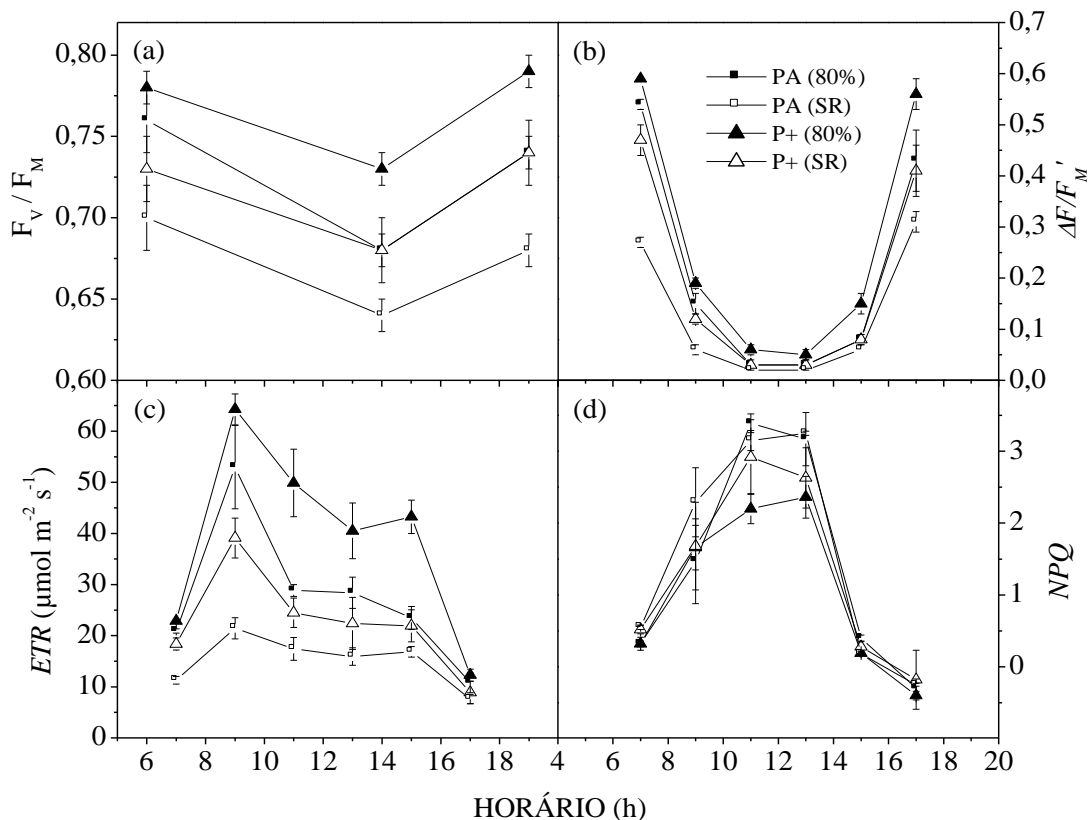 (a)
0,80
0,75
0,70
0,65
0,60
F_V / F_M
(b)
PA (80%)
PA (SR)
P+ (80%)
P+ (SR)
0,7
0,6
0,5
0,4
0,3
0,2
0,1
0,0
ΔF/F_M'
(c)
60
50
40
30
20
10
0
ETR (µmol m⁻² s⁻¹)
6 8 10 12 14 16 18
(d)
3
2
1
0
NPQ
4 6 8 10 12 14 16 18 20
HORÁRIO (h)